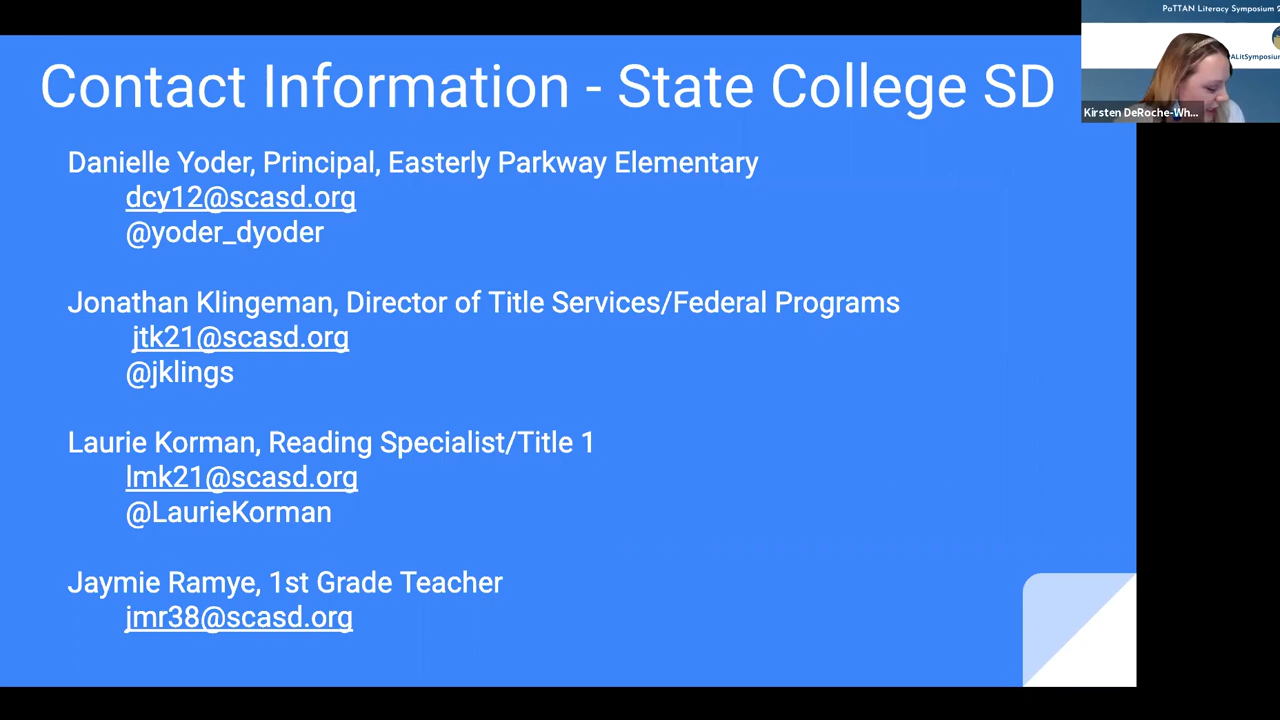 PaTTAN Literacy Symposium
Contact Information - State College SD
Kirsten DeRoche-Wh...
Danielle Yoder, Principal, Easterly Parkway Elementary
dcy12@scasd.org
@yoder_dyoder
Jonathan Klingeman, Director of Title Services/Federal Programs
jtk21@scasd.org
@jklings
Laurie Korman, Reading Specialist/Title 1
lmk21@scasd.org
@LaurieKorman
Jaymie Ramye, 1st Grade Teacher
jmr38@scasd.org